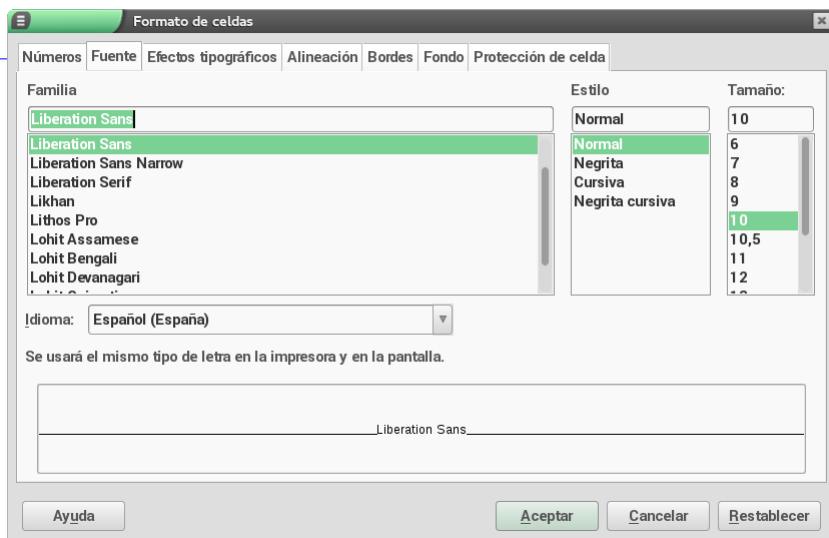 Formato de celdas
Números Fuente Efectos tipográficos Alineación Bordes Fondo Protección de celda
Familia Estilo Tamaño:
Liberation Sans Normal 10
Liberation Sans Normal 6
Liberation Sans Narrow Negrita 7
Liberation Serif Cursiva 8
Likhan Negrita cursiva 9
Lithos Pro 10
Lohit Assamese 10,5
Lohit Bengali 11
Lohit Devanagari 12
Idioma: Español (España)
Se usará el mismo tipo de letra en la impresora y en la pantalla.
Liberation Sans
Ayuda Aceptar Cancelar Restablecer